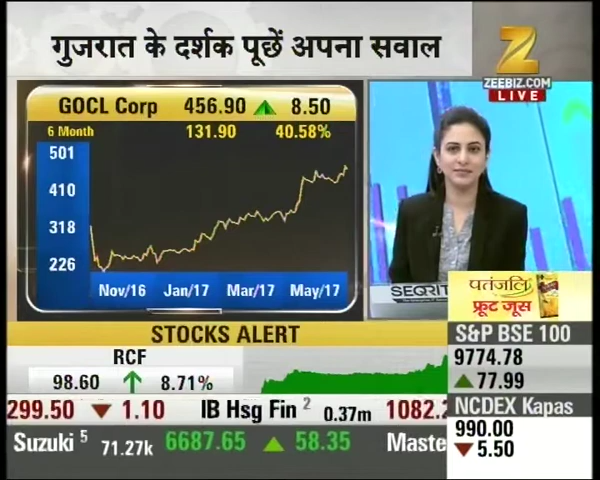 गुजरात के दर्शक पूछें अपना सवाल
Z
ZEEBIZ.COM
LIVE
GOCL Corp 456.90 8.50
6 Month 131.90 40.58%
501
410
318
226
Nov/16 Jan/17 Mar/17 May/17
SEQRITE
पतंजलि
फ्रूट जूस
STOCKS ALERT
RCF
98.60 8.71%
S&P BSE 100
9774.78
77.99
299.50 1.10 IB Hsg Fin 2 0.37m 1082.2
NCDEX Kapas
990.00
5.50
Suzuki 5 71.27k 6687.65 58.35 Maste